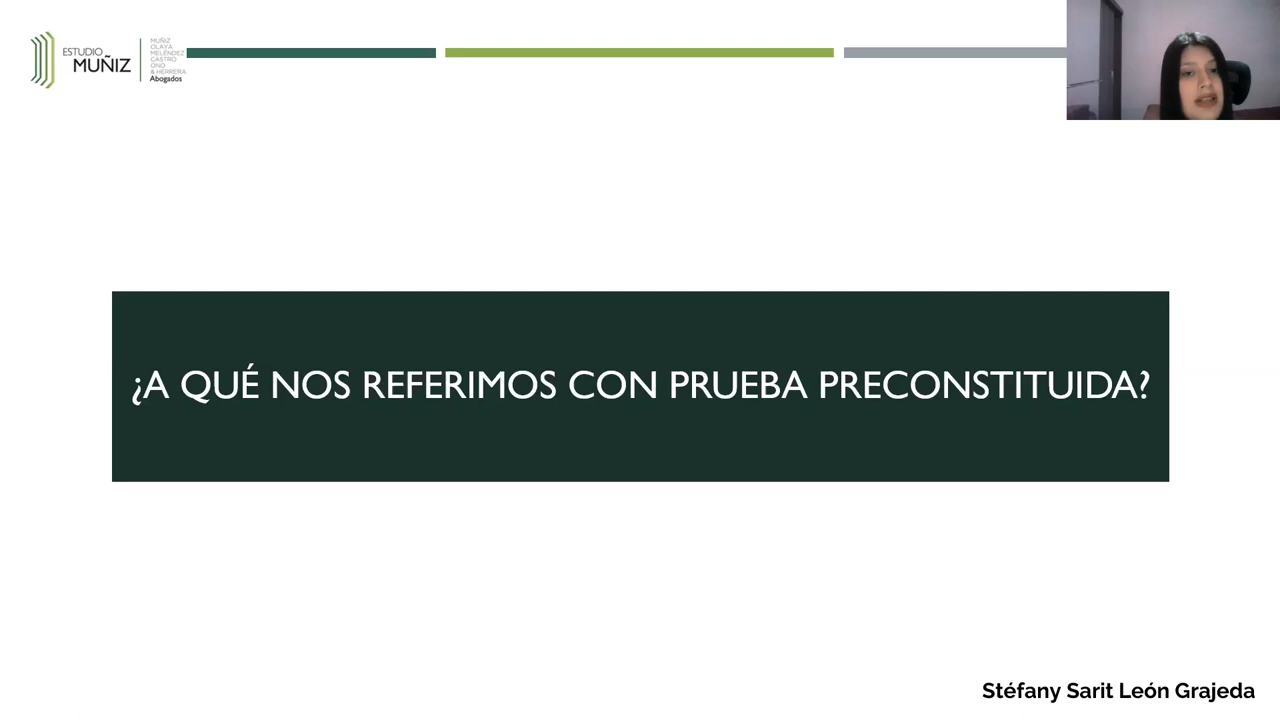 ESTUDIO
MUÑIZ
MUÑIZ
OLAYA
MELÉNDEZ
CASTRO
ONO
& HERRERA
Abogados
¿A QUÉ NOS REFERIMOS CON PRUEBA PRECONSTITUIDA?
Stéfany Sarit León Grajeda